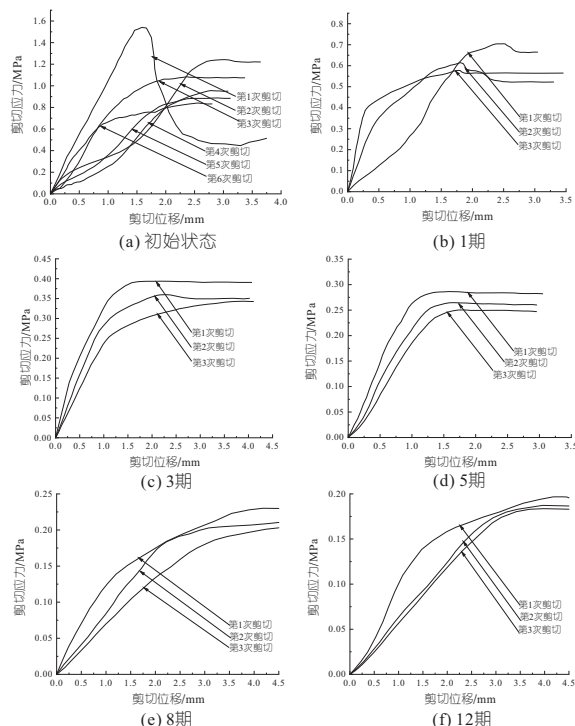 剪切应力/MPa
1.6
1.4
1.2
1.0
0.8
0.6
0.4
0.2
0.0
第1次剪切
第2次剪切
第3次剪切
第4次剪切
第5次剪切
第6次剪切
0.0 0.5 1.0 1.5 2.0 2.5 3.0 3.5 4.0
剪切位移/mm
(a) 初始状态
剪切应力/MPa
0.8
0.7
0.6
0.5
0.4
0.3
0.2
0.1
0.0
第1次剪切
第2次剪切
第3次剪切
0.0 0.5 1.0 1.5 2.0 2.5 3.0 3.5
剪切位移/mm
(b) 1期
剪切应力/MPa
0.45
0.40
0.35
0.30
0.25
0.20
0.15
0.10
0.05
0.00
第1次剪切
第2次剪切
第3次剪切
0.0 0.5 1.0 1.5 2.0 2.5 3.0 3.5 4.0 4.5
剪切位移/mm
(c) 3期
剪切应力/MPa
0.35
0.30
0.25
0.20
0.15
0.10
0.05
0.00
第1次剪切
第2次剪切
第3次剪切
0.0 0.5 1.0 1.5 2.0 2.5 3.0 3.5
剪切位移/mm
(d) 5期
剪切应力/MPa
0.25
0.20
0.15
0.10
0.05
0.00
第1次剪切
第2次剪切
第3次剪切
0.0 0.5 1.0 1.5 2.0 2.5 3.0 3.5 4.0 4.5
剪切位移/mm
(e) 8期
剪切应力/MPa
0.20
0.15
0.10
0.05
0.00
第1次剪切
第2次剪切
第3次剪切
0.0 0.5 1.0 1.5 2.0 2.5 3.0 3.5 4.0 4.5
剪切位移/mm
(f) 12期